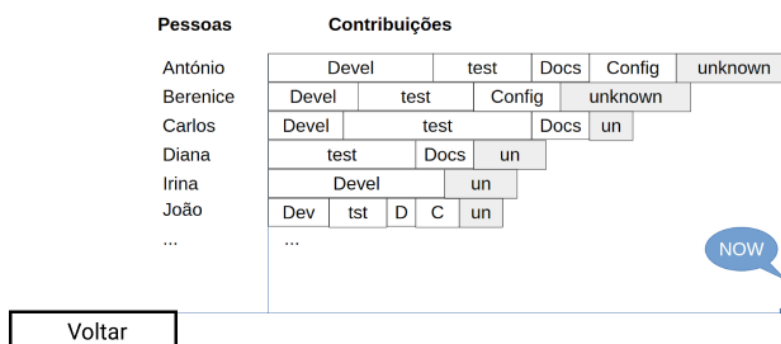 Pessoas Contribuições
António Devel test Docs Config unknown
Berenice Devel test Config unknown
Carlos Devel test Docs un
Diana test Docs un
Irina Devel un
João Dev tst D C un
... ...
NOW
Voltar